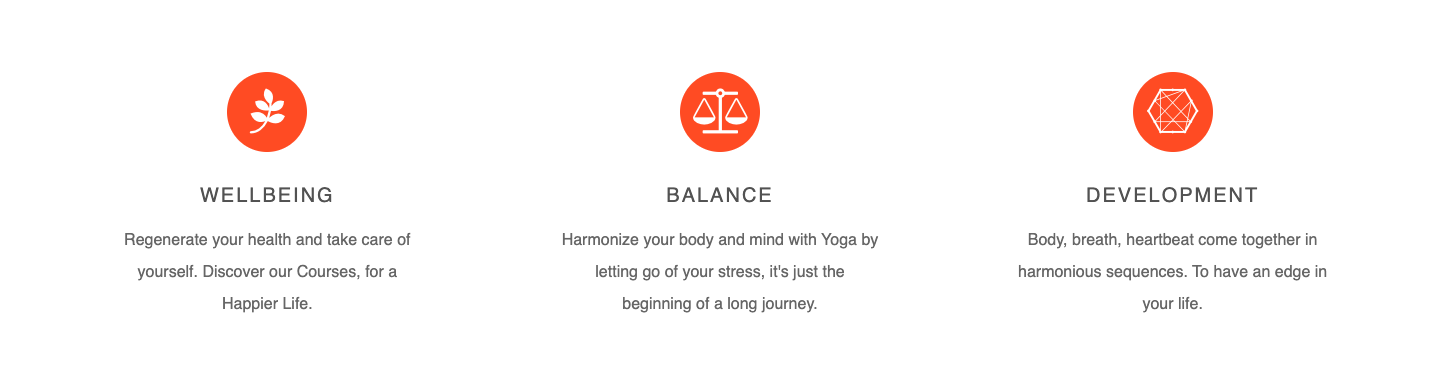 WELLBEING
Regenerate your health and take care of
yourself. Discover our Courses, for a
Happier Life.
BALANCE
Harmonize your body and mind with Yoga by
letting go of your stress, it's just the
beginning of a long journey.
DEVELOPMENT
Body, breath, heartbeat come together in
harmonious sequences. To have an edge in
your life.